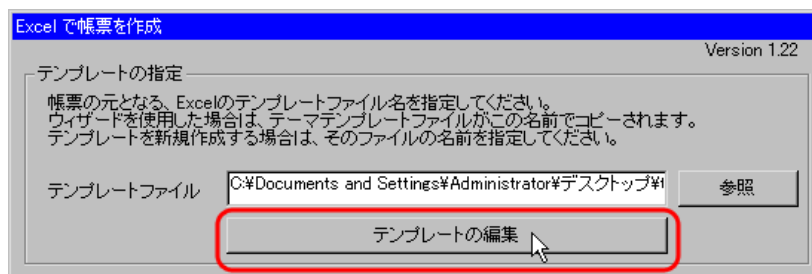 Excel で帳票を作成
Version 1.22
テンプレートの指定
帳票の元となる、Excelのテンプレートファイル名を指定してください。
ウィザードを使用した場合は、テーマテンプレートファイルがこの名前でコピーされます。
テンプレートを新規作成する場合は、そのファイルの名前を指定してください。
テンプレートファイル C:¥Documents and Settings¥Administrator¥デスクトップ¥t 参照
テンプレートの編集